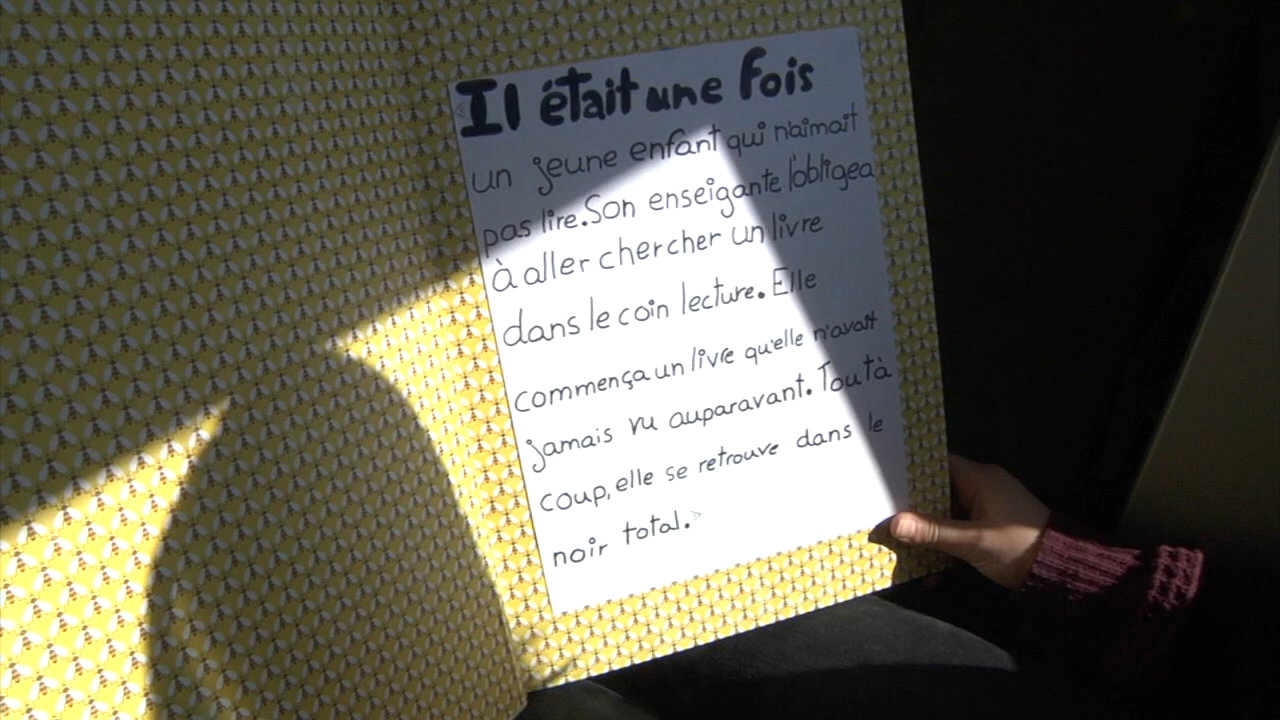 « Il était une fois
un jeune enfant qui n'aimait
pas lire. Son enseigante l'obligea
à aller chercher un livre
dans le coin lecture. Elle
commença un livre qu'elle n'avait
jamais vu auparavant. Tout à
coup, elle se retrouve dans le
noir total. »